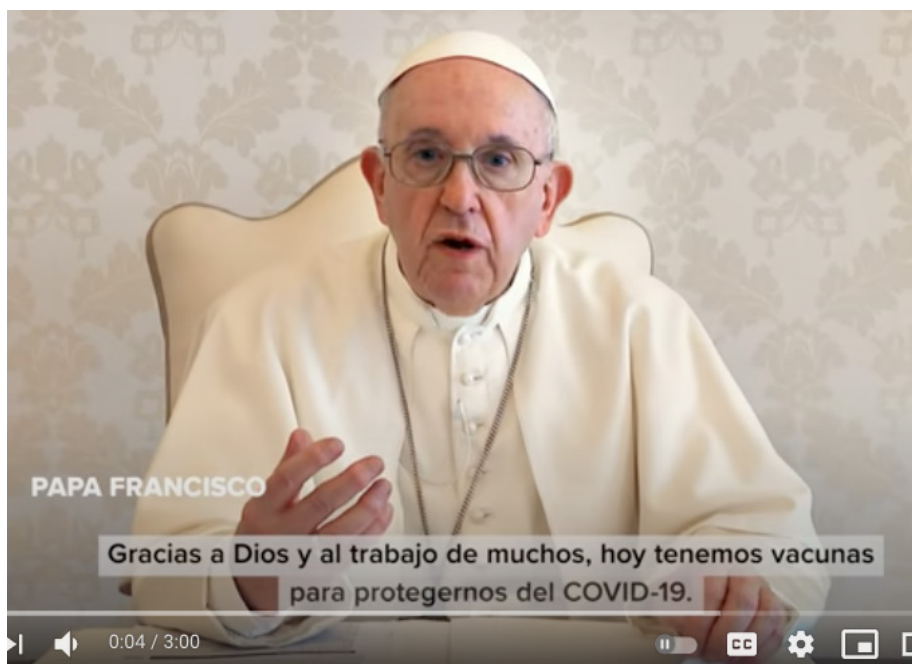 PAPA FRANCISCO
Gracias a Dios y al trabajo de muchos, hoy tenemos vacunas
para protegernos del COVID-19.
0:04 / 3:00
CC